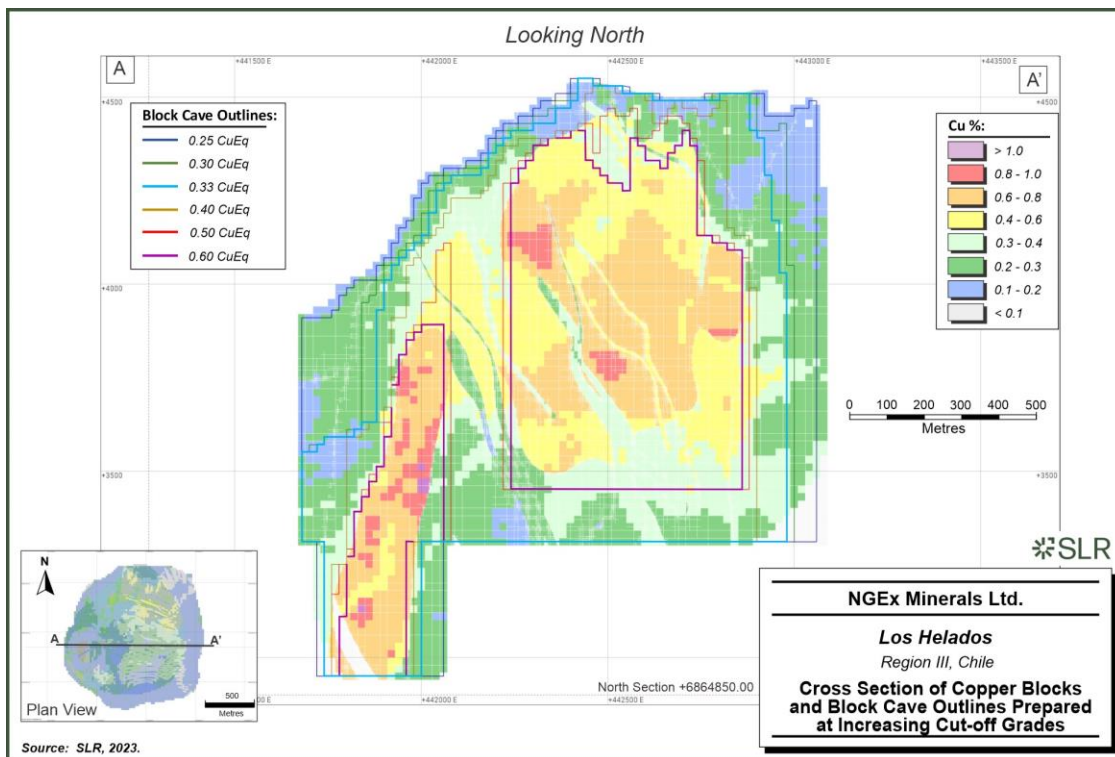 Looking North
A
A'
+441500 E
+442000 E
+442500 E
+443000 E
+443500 E
+4500
+4500
Block Cave Outlines:
0.25 CuEq
0.30 CuEq
0.33 CuEq
0.40 CuEq
0.50 CuEq
0.60 CuEq
Cu %:
> 1.0
0.8 - 1.0
0.6 - 0.8
0.4 - 0.6
0.3 - 0.4
0.2 - 0.3
0.1 - 0.2
< 0.1
+4000
+4000
0 100 200 300 400 500
Metres
+3500
+3500
SLR
N
A
A'
Plan View
500
Metres
North Section +6864850.00
+442000 E
+442500 E
NGEx Minerals Ltd.
Los Helados
Region III, Chile
Cross Section of Copper Blocks
and Block Cave Outlines Prepared
at Increasing Cut-off Grades
Source: SLR, 2023.